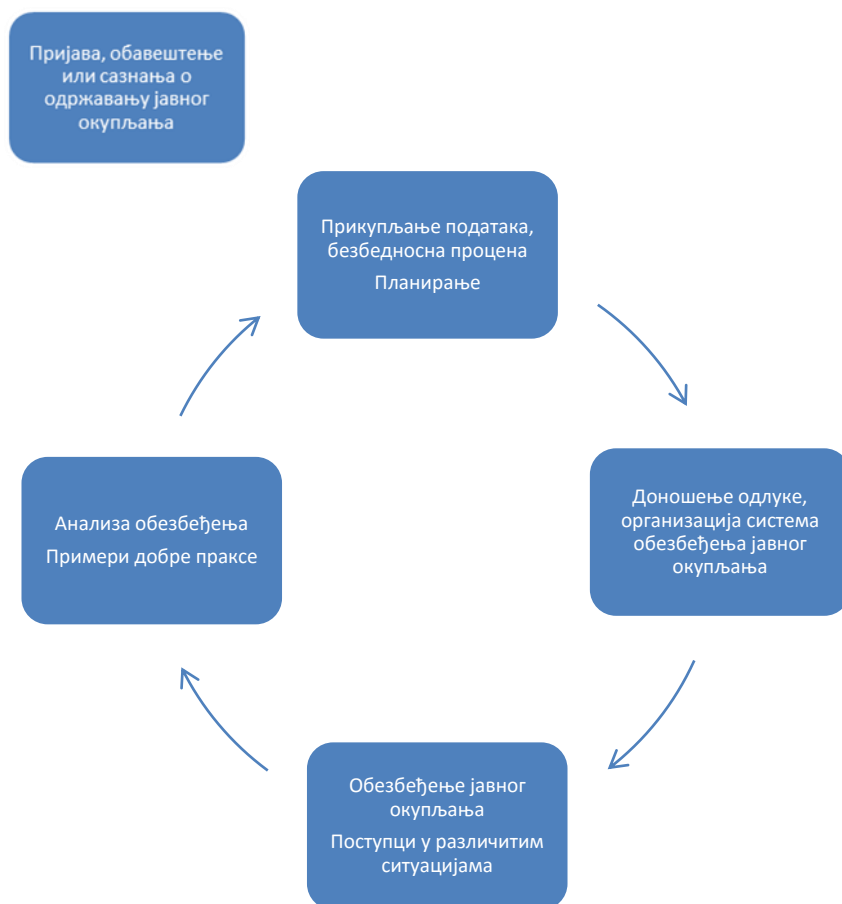 Пријава, обавештење
или сазнања о
одржавању јавног
окупљања
Прикупљање података,
безбедносна процена
Планирање
Доношење одлуке,
организација система
обезбеђења јавног
окупљања
Обезбеђење јавног
окупљања
Поступци у различитим
ситуацијама
Анализа обезбеђења
Примери добре праксе